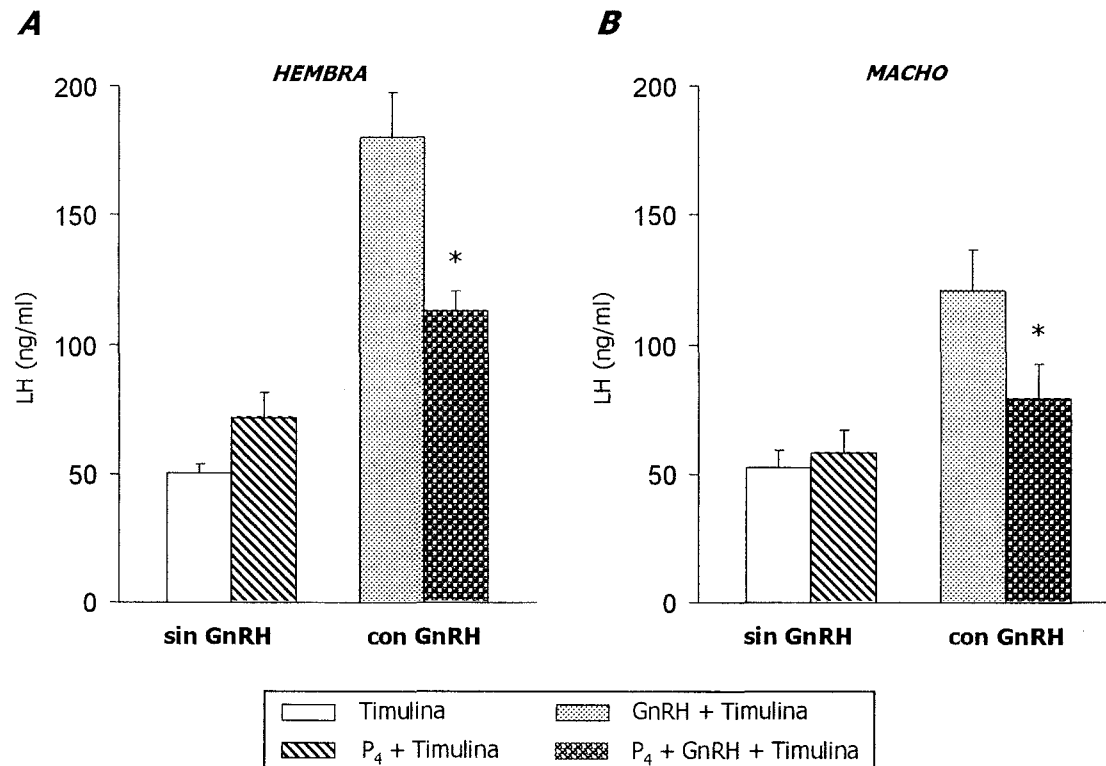 A
B
HEMBRA
MACHO
200
150
100
50
0
LH (ng/ml)
sin GnRH
con GnRH
*
200
150
100
50
0
LH (ng/ml)
sin GnRH
con GnRH
*
Timulina
GnRH + Timulina
P₄ + Timulina
P₄ + GnRH + Timulina